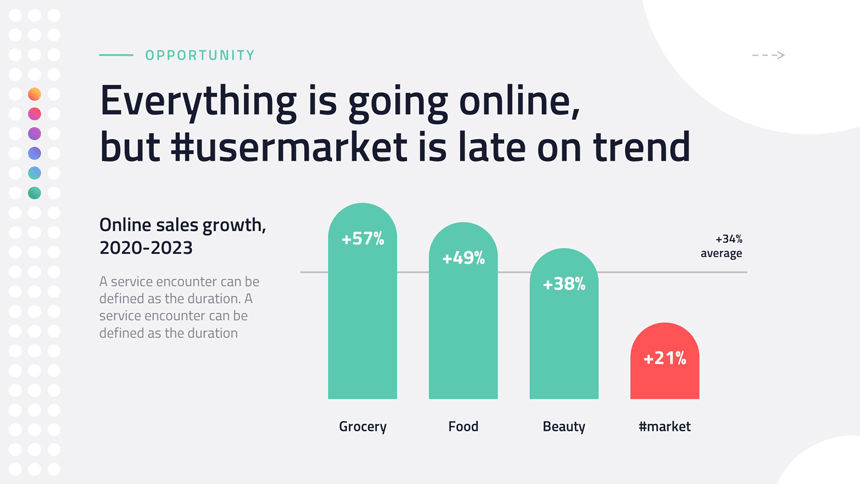 OPPORTUNITY
Everything is going online,
but #usermarket is late on trend
Online sales growth,
2020-2023
A service encounter can be
defined as the duration. A
service encounter can be
defined as the duration
+57%
+49%
+38%
+21%
+34%
average
Grocery
Food
Beauty
#market